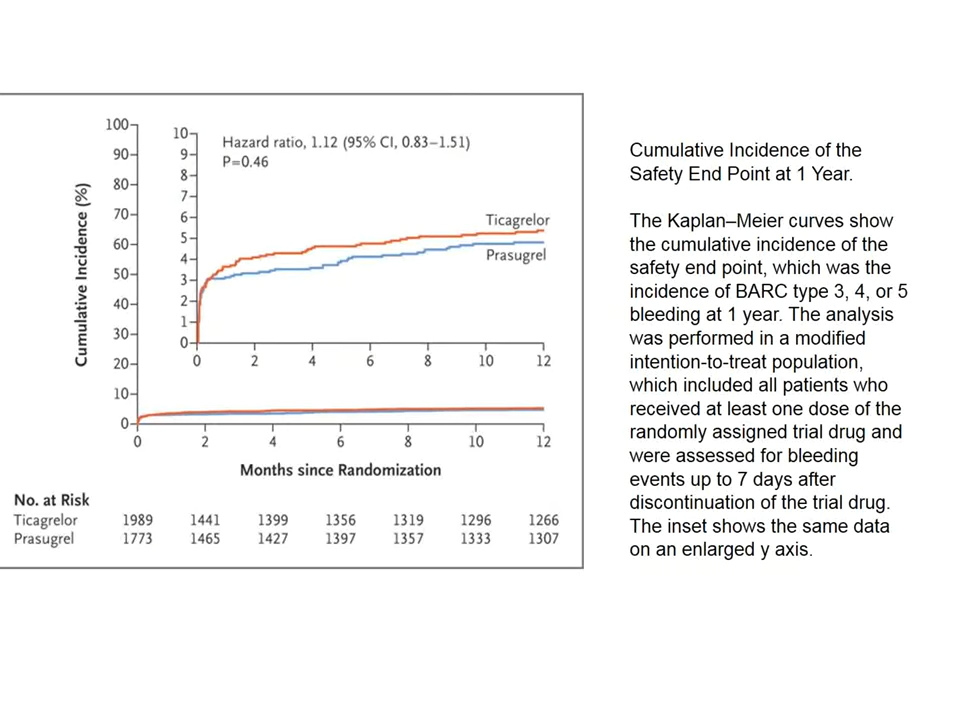 100
90
80
70
60
50
40
30
20
10
0
Cumulative Incidence (%)
10
9
8
7
6
5
4
3
2
1
0
Hazard ratio, 1.12 (95% CI, 0.83–1.51)
P=0.46
Ticagrelor
Prasugrel
0 2 4 6 8 10 12
0 2 4 6 8 10 12
Months since Randomization
No. at Risk
Ticagrelor 1989 1441 1399 1356 1319 1296 1266
Prasugrel 1773 1465 1427 1397 1357 1333 1307
Cumulative Incidence of the
Safety End Point at 1 Year.
The Kaplan–Meier curves show
the cumulative incidence of the
safety end point, which was the
incidence of BARC type 3, 4, or 5
bleeding at 1 year. The analysis
was performed in a modified
intention-to-treat population,
which included all patients who
received at least one dose of the
randomly assigned trial drug and
were assessed for bleeding
events up to 7 days after
discontinuation of the trial drug.
The inset shows the same data
on an enlarged y axis.